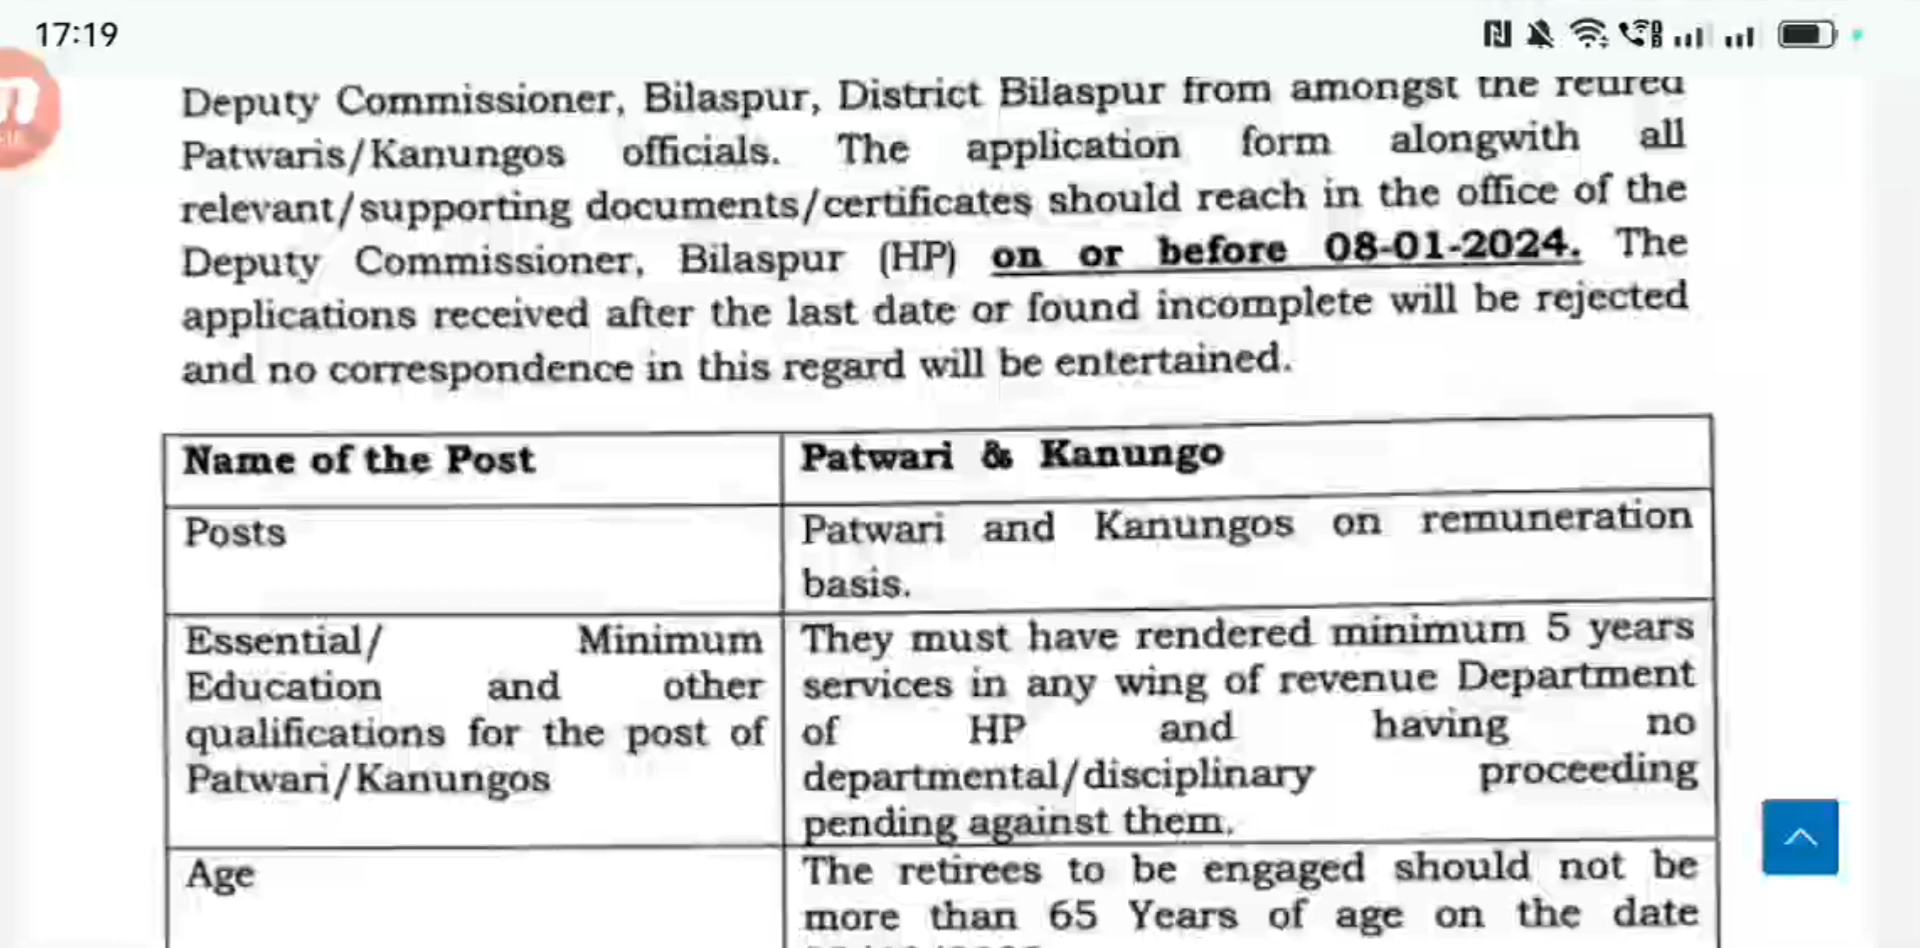 17:19
Deputy Commissioner, Bilaspur, District Bilaspur from amongst the retired
Patwaris/Kanungos officials. The application form alongwith all
relevant/supporting documents/certificates should reach in the office of the
Deputy Commissioner, Bilaspur (HP) on or before 08-01-2024. The
applications received after the last date or found incomplete will be rejected
and no correspondence in this regard will be entertained.
Name of the Post
Patwari & Kanungo
Posts
Patwari and Kanungos on remuneration
basis.
Essential/ Minimum
Education and other
qualifications for the post of
Patwari/Kanungos
They must have rendered minimum 5 years
services in any wing of revenue Department
of HP and having no
departmental/disciplinary proceeding
pending against them.
Age
The retirees to be engaged should not be
more than 65 Years of age on the date